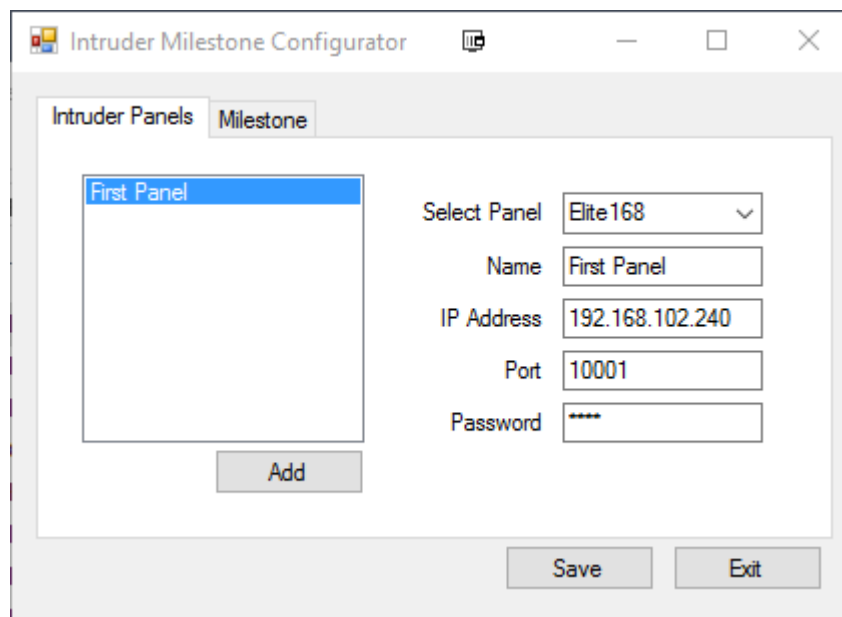 Intruder Milestone Configurator
Intruder Panels Milestone
First Panel
Select Panel Elite168
Name First Panel
IP Address 192.168.102.240
Port 10001
Password ****
Add
Save Exit